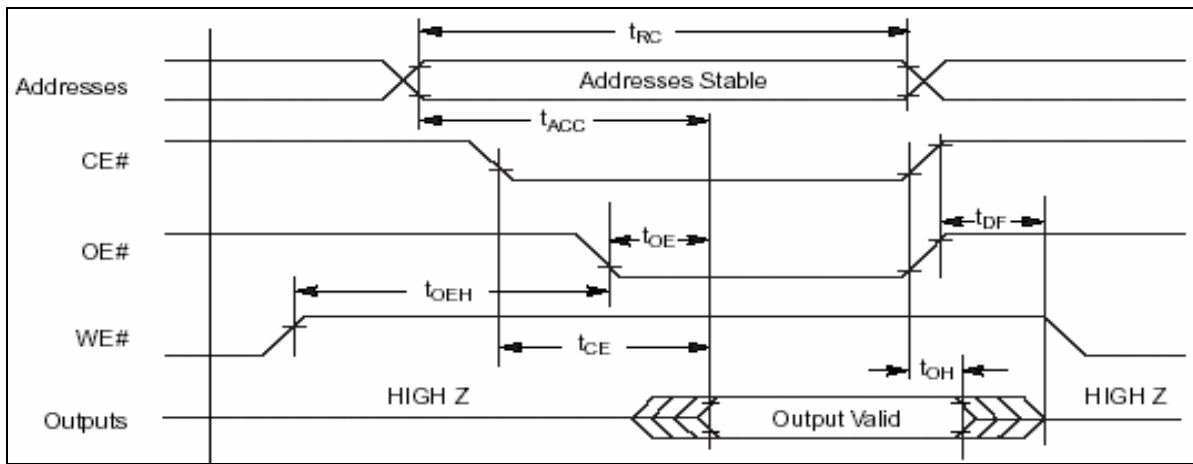 tRC
Addresses
Addresses Stable
tACC
CE#
tDF
OE#
tOE
tOEH
WE#
tCE
tOH
HIGH Z
HIGH Z
Outputs
Output Valid